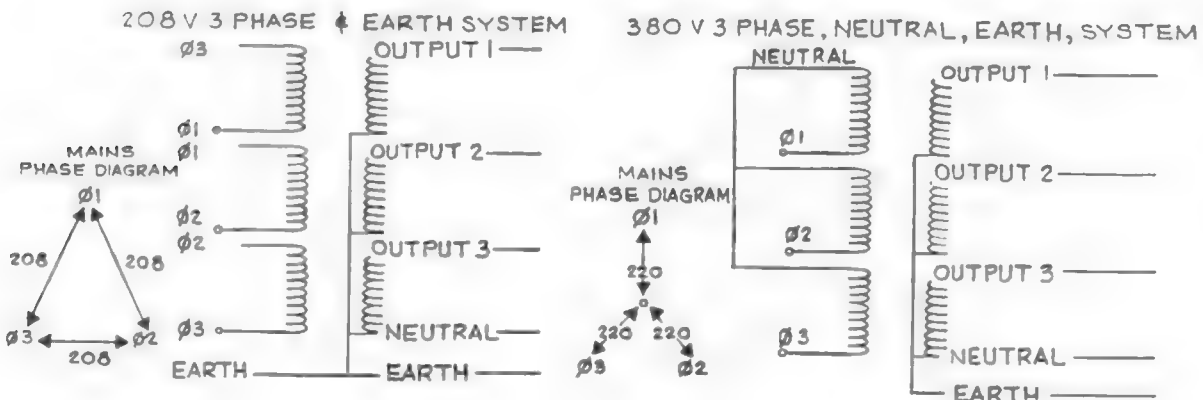 208 V 3 PHASE & EARTH SYSTEM
Ø3
OUTPUT 1
Ø1
Ø1
OUTPUT 2
MAINS
PHASE DIAGRAM
Ø1
Ø2
Ø2
OUTPUT 3
208
208
Ø3
Ø2
208
Ø3
NEUTRAL
EARTH
EARTH
380 V 3 PHASE, NEUTRAL, EARTH, SYSTEM
NEUTRAL
OUTPUT 1
Ø1
OUTPUT 2
MAINS
PHASE DIAGRAM
Ø1
Ø2
220
OUTPUT 3
220
220
Ø3
Ø2
Ø3
NEUTRAL
EARTH